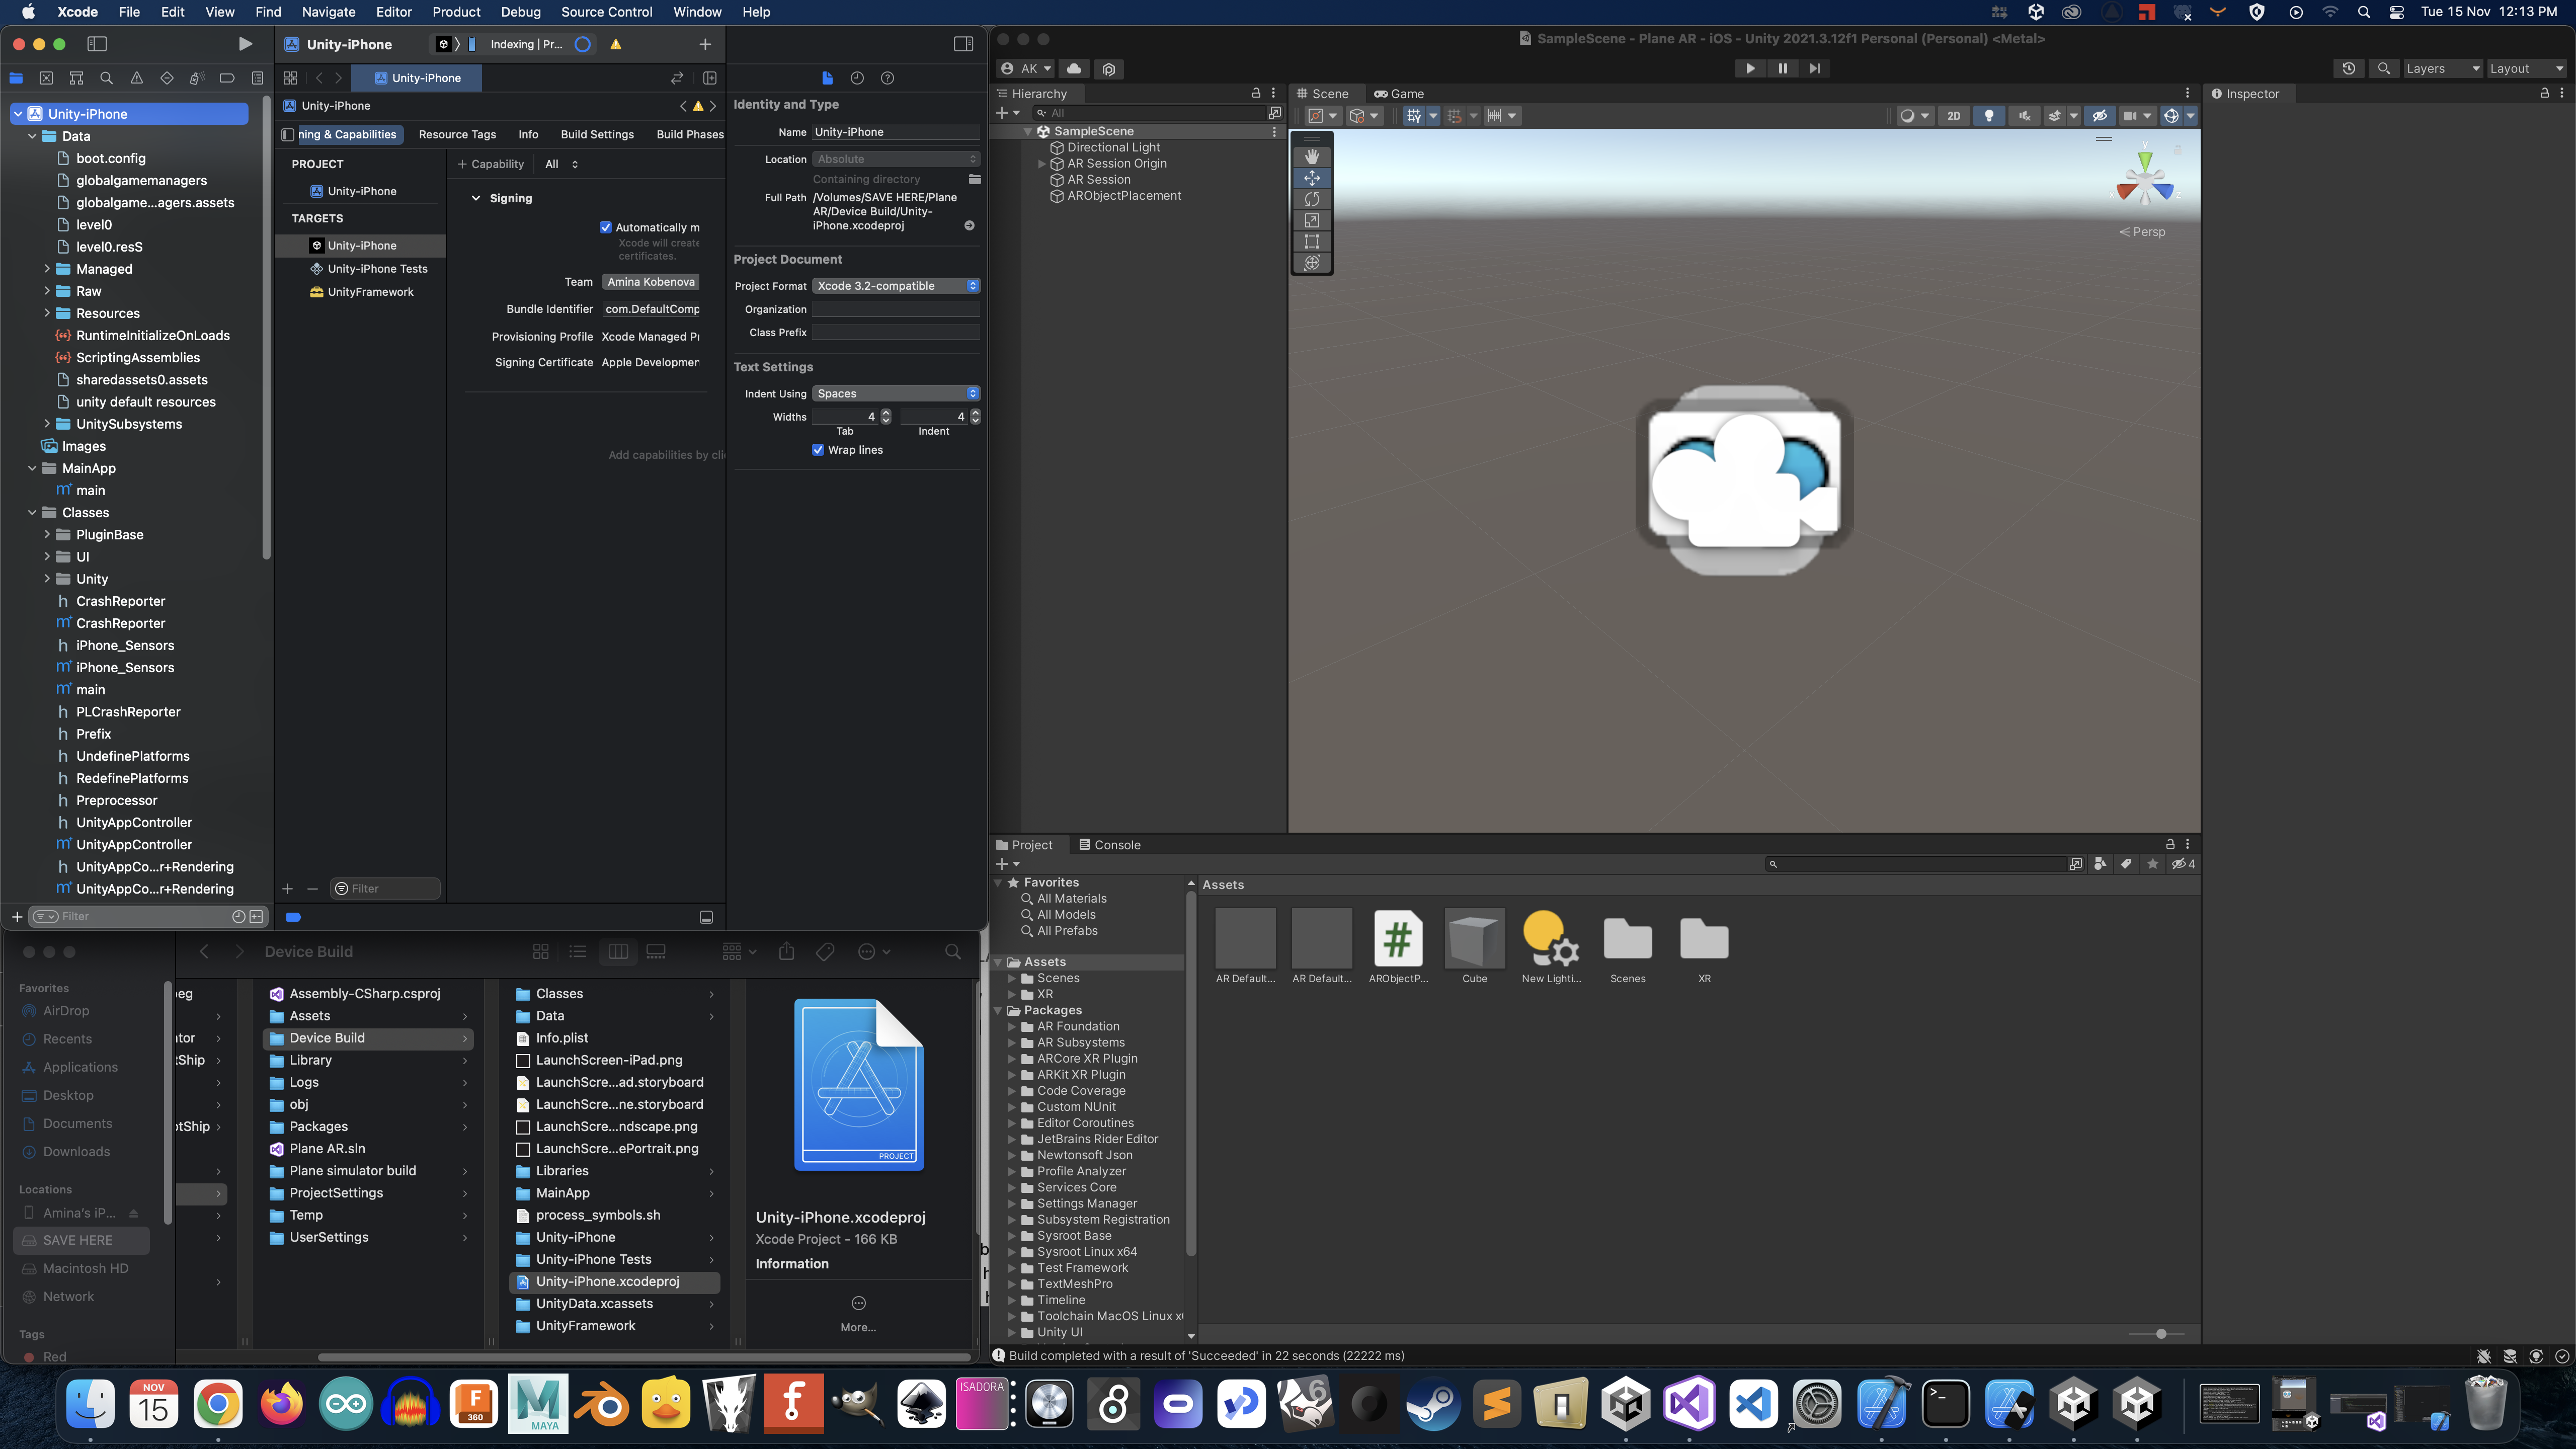 Xcode File Edit View Find Navigate Editor Product Debug Source Control Window Help
Tue 15 Nov 12:13 PM
Unity-iPhone
Indexing | Pr...
Unity-iPhone
Unity-iPhone
Data
boot.config
globalgamemanagers
globalgame...agers.assets
level0
level0.resS
Managed
Raw
Resources
RuntimeInitializeOnLoads
ScriptingAssemblies
sharedassets0.assets
unity default resources
UnitySubsystems
Images
MainApp
main
Classes
PluginBase
UI
Unity
CrashReporter
CrashReporter
iPhone_Sensors
iPhone_Sensors
main
PLCrashReporter
Prefix
UndefinePlatforms
RedefinePlatforms
Preprocessor
UnityAppController
UnityAppController
UnityAppCo...r+Rendering
UnityAppCo...r+Rendering
Filter
Unity-iPhone
ning & Capabilities Resource Tags Info Build Settings Build Phases
PROJECT
Unity-iPhone
TARGETS
Unity-iPhone
Unity-iPhone Tests
UnityFramework
Filter
+ Capability All
Signing
Automatically m
Xcode will create
certificates.
Team Amina Kobenova
Bundle Identifier com.DefaultComp
Provisioning Profile Xcode Managed Pr
Signing Certificate Apple Developmen
Add capabilities by cli
Identity and Type
Name Unity-iPhone
Location Absolute
Containing directory
Full Path /Volumes/SAVE HERE/Plane
AR/Device Build/Unity-
iPhone.xcodeproj
Project Document
Project Format Xcode 3.2-compatible
Organization
Class Prefix
Text Settings
Indent Using Spaces
Widths 4 4
Tab Indent
Wrap lines
SampleScene - Plane AR - iOS - Unity 2021.3.12f1 Personal (Personal) <Metal>
AK
Layers Layout
Hierarchy
All
SampleScene
Directional Light
AR Session Origin
AR Session
ARObjectPlacement
Scene Game
2D
y
Persp
Inspector
Project Console
4
Favorites
All Materials
All Models
All Prefabs
Assets
Scenes
XR
Packages
AR Foundation
AR Subsystems
ARCore XR Plugin
ARKit XR Plugin
Code Coverage
Custom NUnit
Editor Coroutines
JetBrains Rider Editor
Newtonsoft Json
Profile Analyzer
Services Core
Settings Manager
Subsystem Registration
Sysroot Base
Sysroot Linux x64
Test Framework
TextMeshPro
Timeline
Toolchain MacOS Linux x
Unity UI
Assets
#
AR Default... AR Default... ARObjectP... Cube New Lighti... Scenes XR
Build completed with a result of 'Succeeded' in 22 seconds (22222 ms)
Device Build
Favorites
AirDrop
Recents
Applications
Desktop
Documents
Downloads
Locations
Amina's iP...
SAVE HERE
Macintosh HD
Network
Tags
Red
eg
tor
tShip
otShip
Assembly-CSharp.csproj
Assets
Device Build
Library
Logs
obj
Packages
Plane AR.sln
Plane simulator build
ProjectSettings
Temp
UserSettings
Classes
Data
Info.plist
LaunchScreen-iPad.png
LaunchScre...ad.storyboard
LaunchScre...ne.storyboard
LaunchScre...ndscape.png
LaunchScre...ePortrait.png
Libraries
MainApp
process_symbols.sh
Unity-iPhone
Unity-iPhone Tests
Unity-iPhone.xcodeproj
UnityData.xcassets
UnityFramework
PROJECT
Unity-iPhone.xcodeproj
Xcode Project - 166 KB
Information
More...
NOV
15
F
360
MAYA
ISADORA